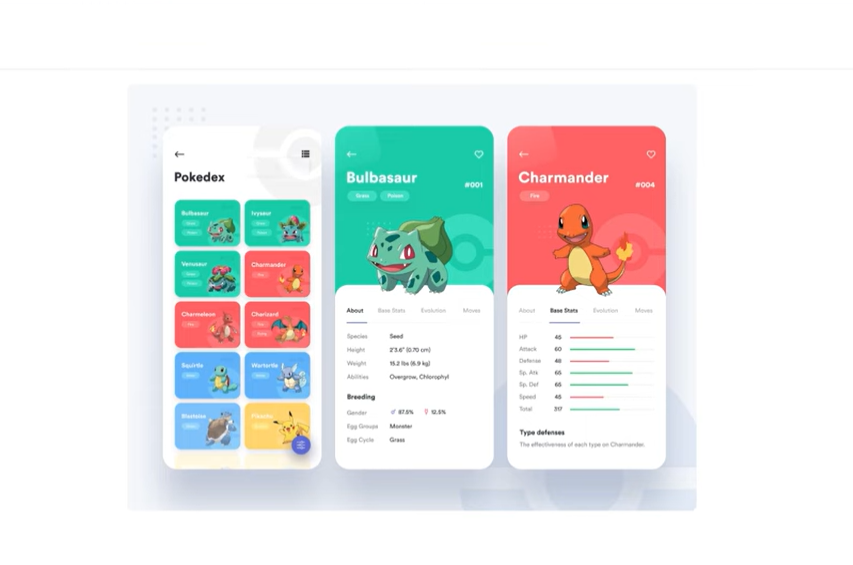 Pokedex
Bulbasaur
Ivysaur
Venusaur
Charmander
Charmeleon
Charizard
Squirtle
Wartortle
Blastoise
Pikachu
Bulbasaur
#001
Grass
Poison
About
Base Stats
Evolution
Moves
Species Seed
Height 2'3.6" (0.70 cm)
Weight 15.2 lbs (6.9 kg)
Abilities Overgrow, Chlorophyl
Breeding
Gender 87.5% 12.5%
Egg Groups Monster
Egg Cycle Grass
Charmander
#004
Fire
About
Base Stats
Evolution
Moves
HP 45
Attack 60
Defense 48
Sp. Atk 65
Sp. Def 65
Speed 45
Total 317
Type defenses
The effectiveness of each type on Charmander.